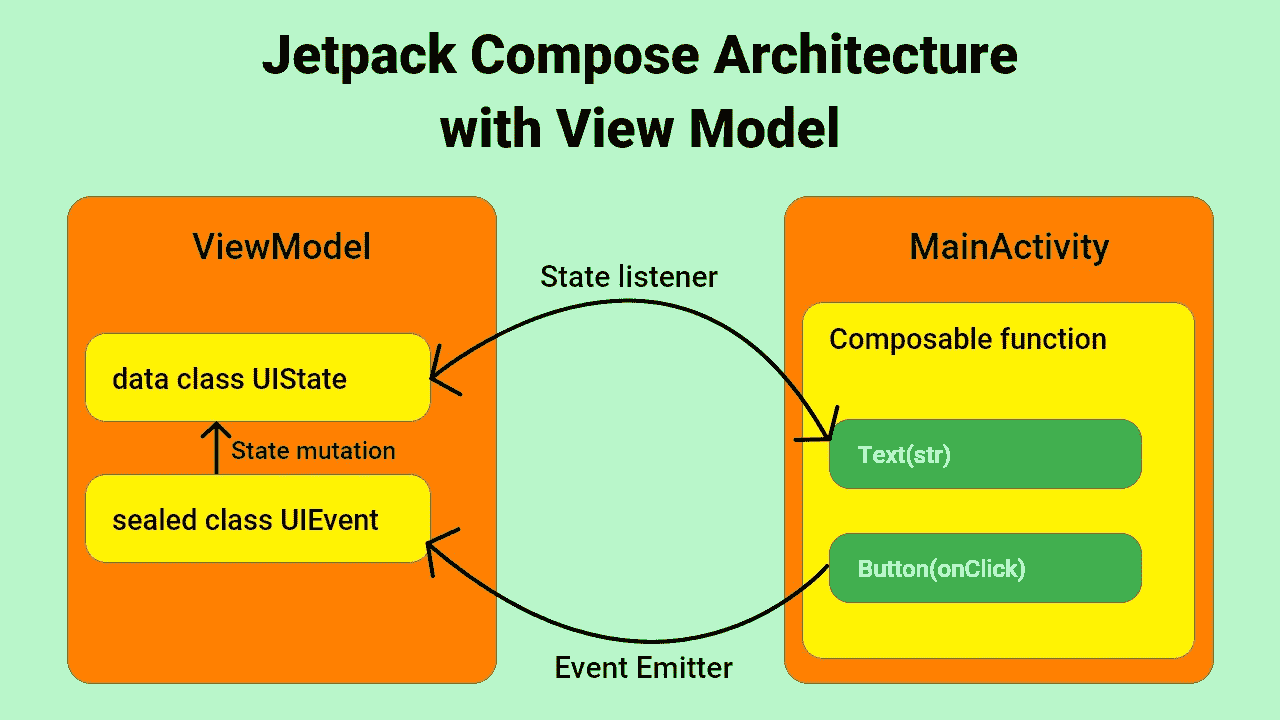 Jetpack Compose Architecture
with View Model
ViewModel
data class UIState
State mutation
sealed class UIEvent
State listener
Event Emitter
MainActivity
Composable function
Text(str)
Button(onClick)